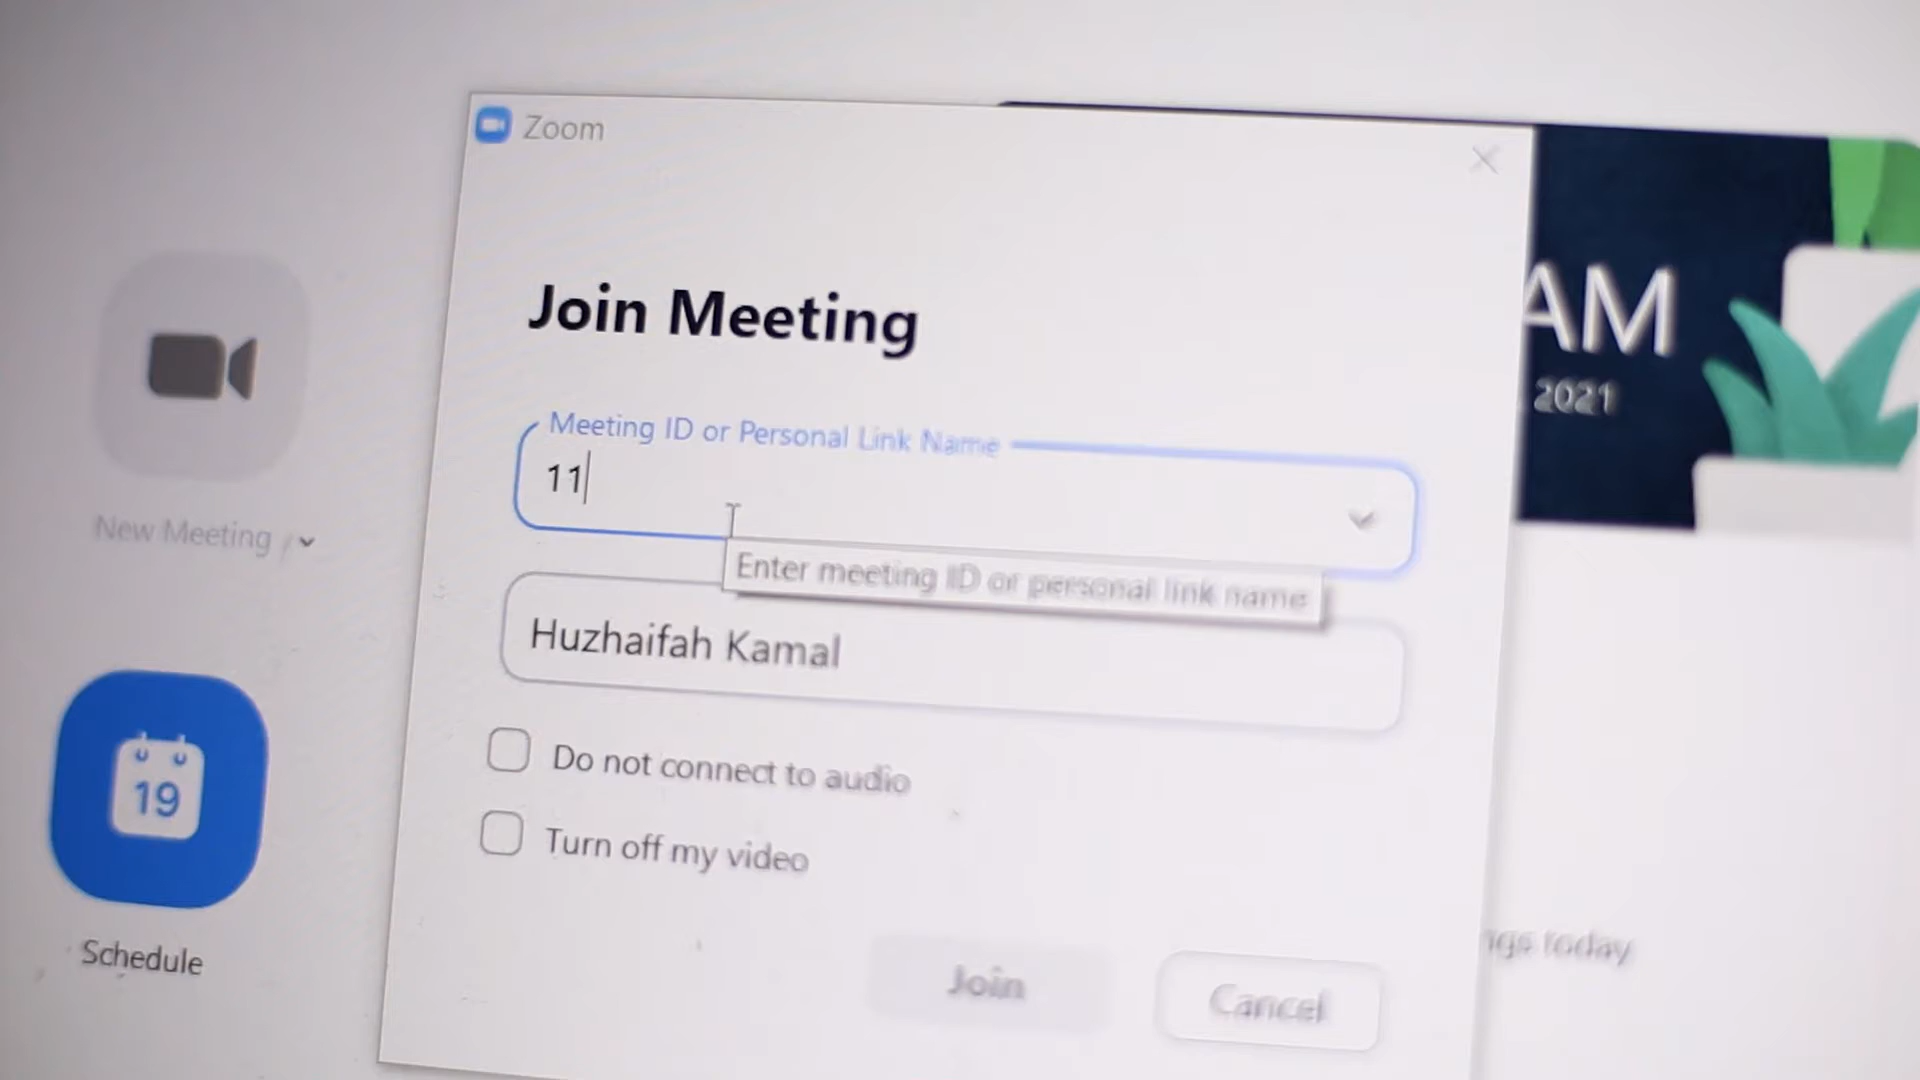 Zoom
Join Meeting
Meeting ID or Personal Link Name
11
Enter meeting ID or personal link name
Huzhaifah Kamal
Do not connect to audio
Turn off my video
Join
Cancel
New Meeting
19
Schedule
AM
2021
today